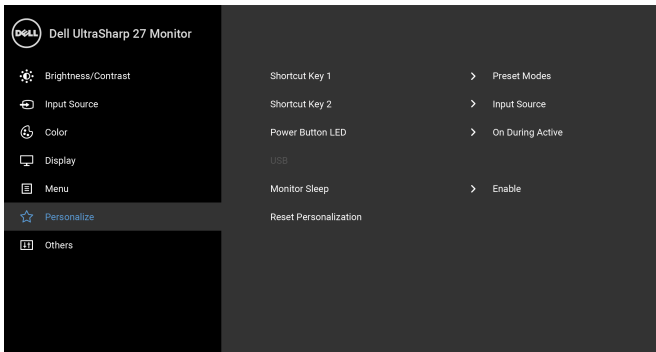 DELL Dell UltraSharp 27 Monitor
Brightness/Contrast
Input Source
Color
Display
Menu
Personalize
Others
Shortcut Key 1 > Preset Modes
Shortcut Key 2 > Input Source
Power Button LED > On During Active
USB
Monitor Sleep > Enable
Reset Personalization